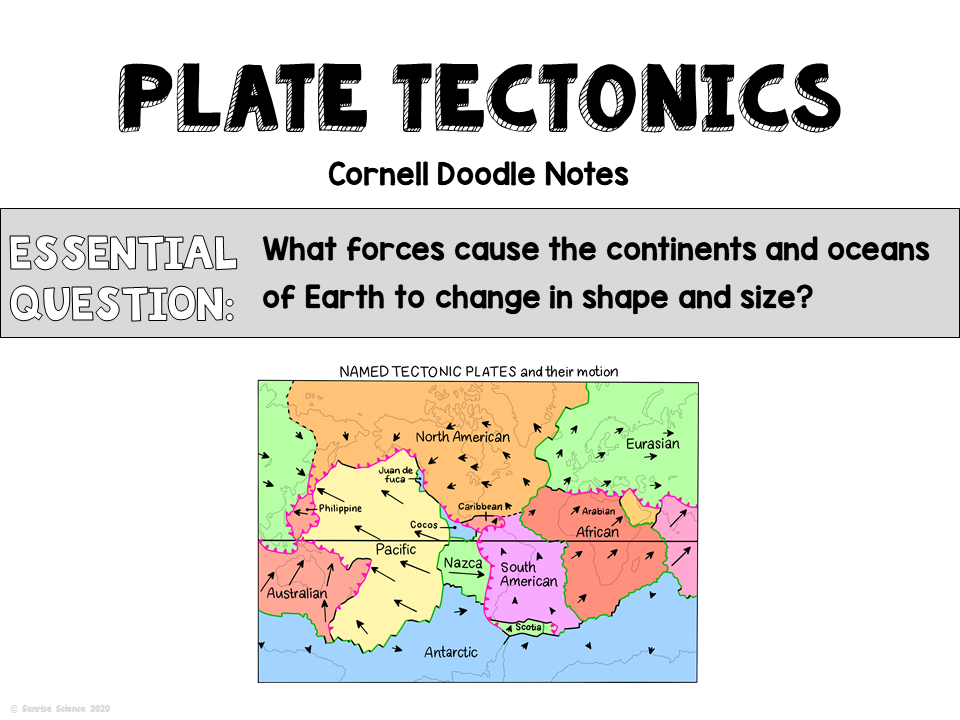 PLATE TECTONICS
Cornell Doodle Notes
ESSENTIAL
QUESTION:
What forces cause the continents and oceans
of Earth to change in shape and size?
NAMED TECTONIC PLATES and their motion
North American
Eurasian
Juan de
fuca
Philippine
Caribbean
Arabian
Cocos
African
Pacific
Nazca
South
American
Australian
Scotia
Antarctic
© Sunrise Science 2020